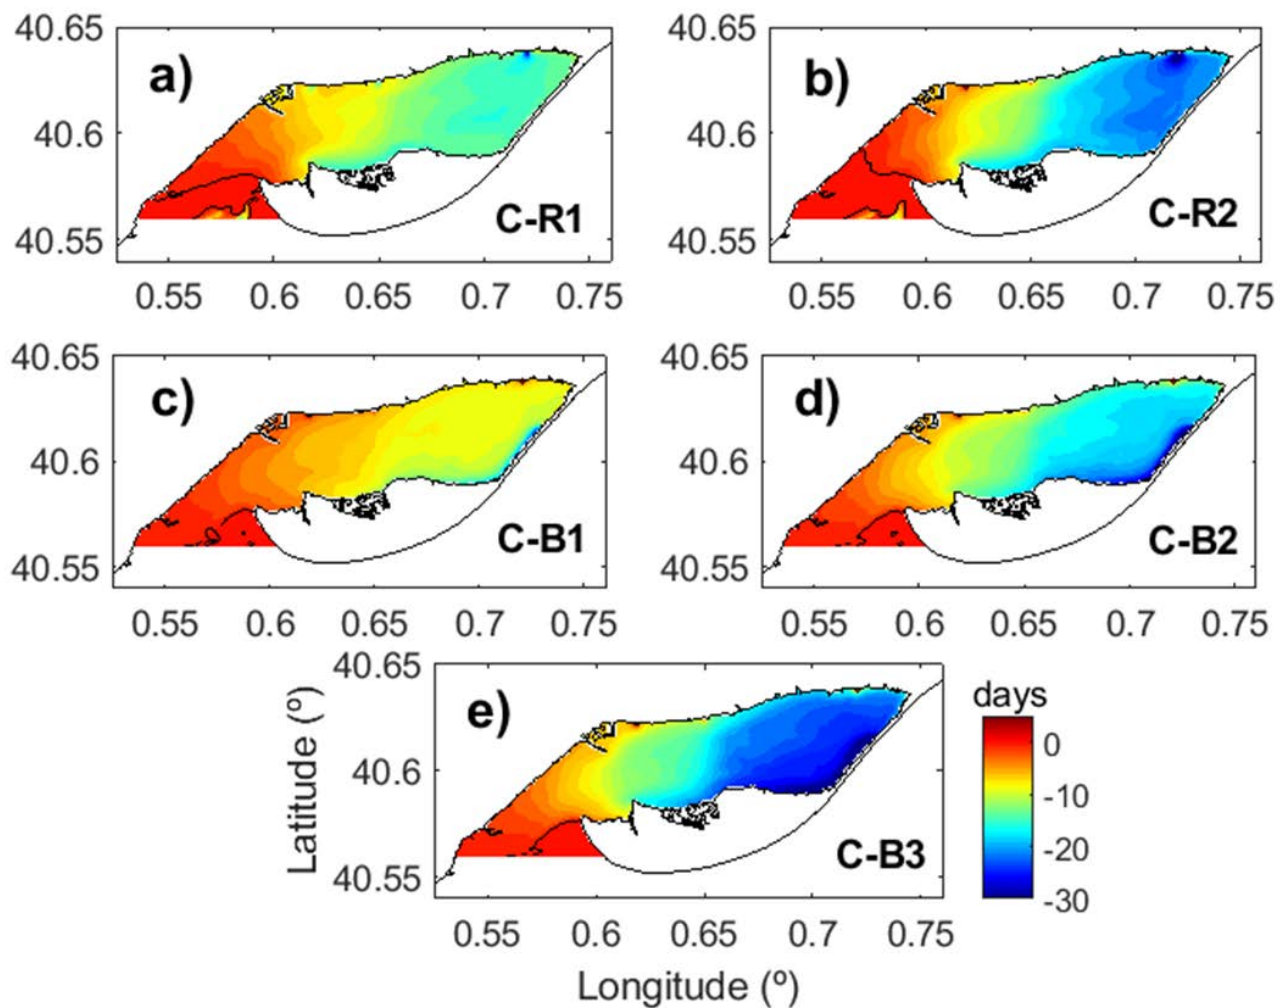 40.65 40.65
a) b)
40.6 40.6
C-R1 C-R2
40.55 40.55
0.55 0.6 0.65 0.7 0.75 0.55 0.6 0.65 0.7 0.75
40.65 40.65
c) d)
40.6 40.6
C-B1 C-B2
40.55 40.55
0.55 0.6 0.65 0.7 0.75 0.55 0.6 0.65 0.7 0.75
40.65
e) days
0
40.6
-10
Latitude (º)
-20
C-B3
40.55
-30
0.55 0.6 0.65 0.7 0.75
Longitude (º)